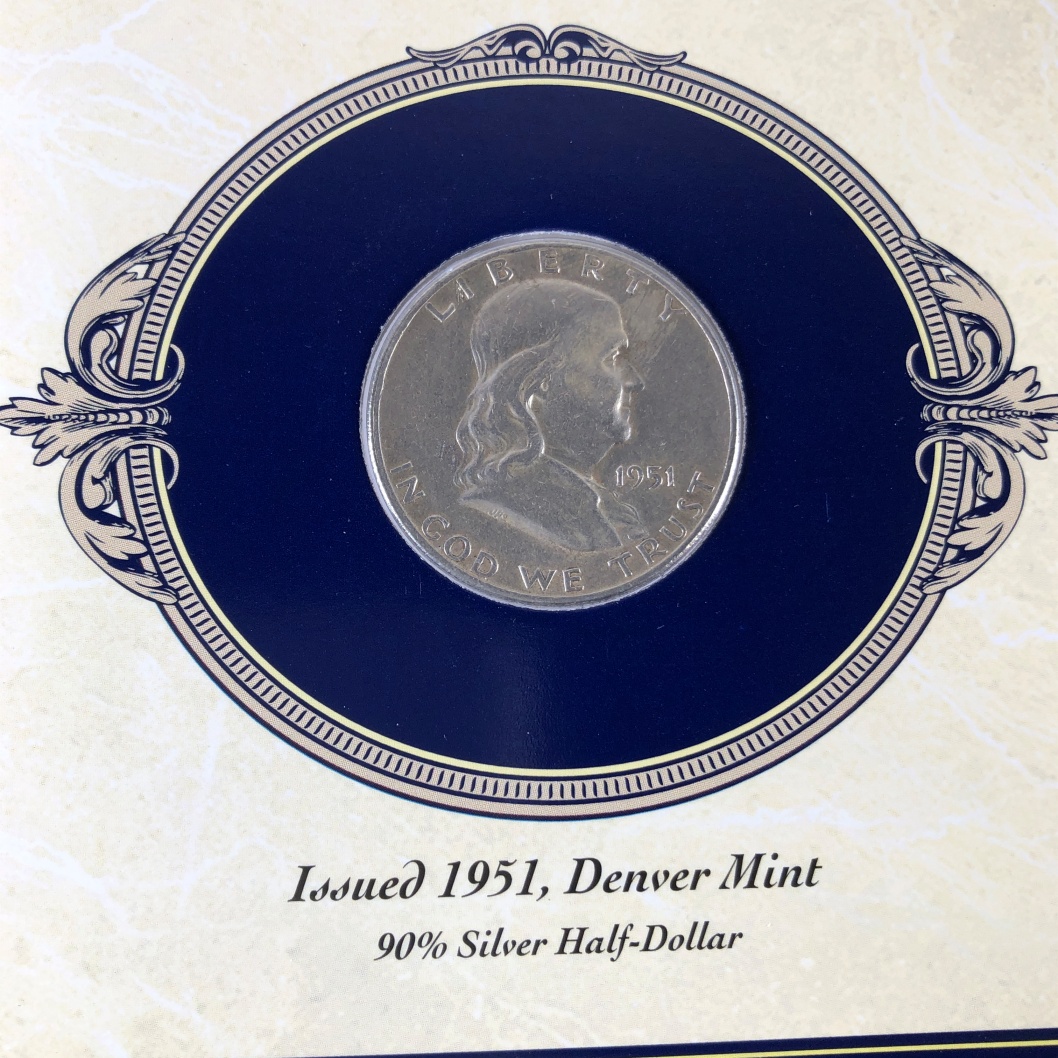 LIBERTY
1951
IN GOD WE TRUST
Issued 1951, Denver Mint
90% Silver Half-Dollar